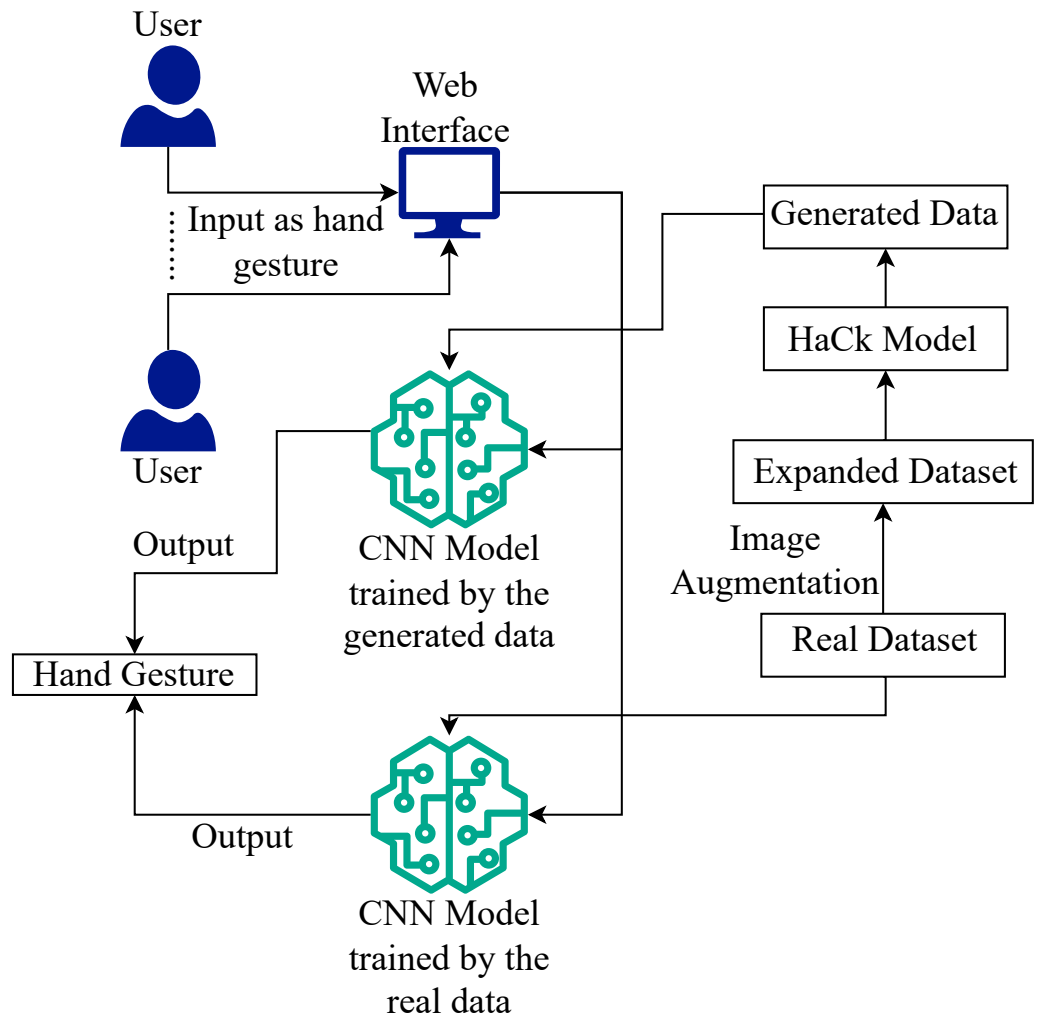 User
Web
Interface
Input as hand
gesture
Generated Data
HaCk Model
User
Expanded Dataset
Output
CNN Model
trained by the
generated data
Image
Augmentation
Real Dataset
Hand Gesture
Output
CNN Model
trained by the
real data